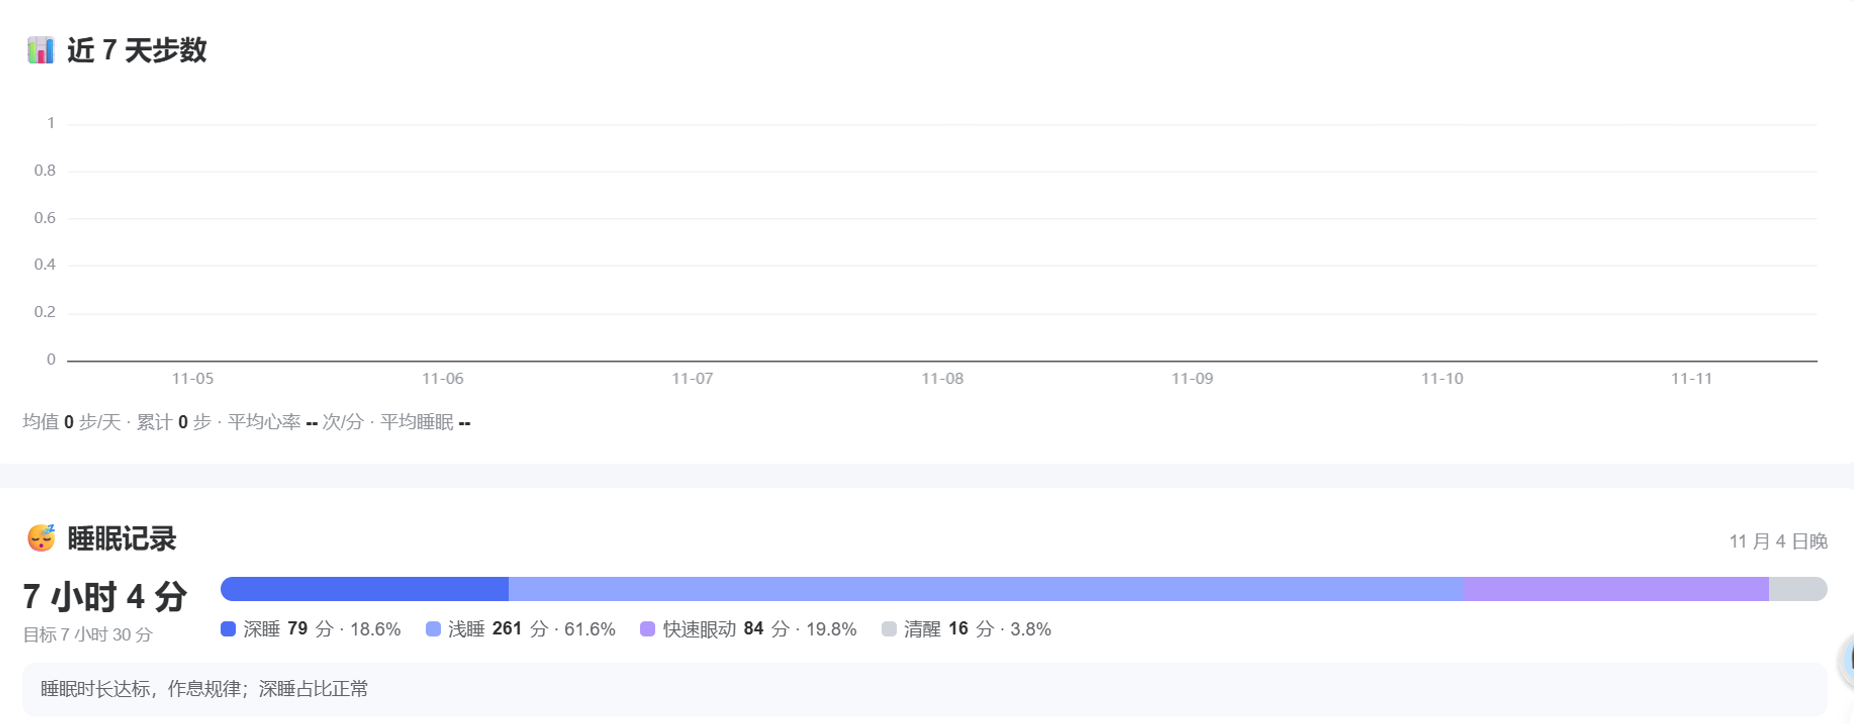 近 7 天步数
1
0.8
0.6
0.4
0.2
0
11-05 11-06 11-07 11-08 11-09 11-10 11-11
均值 0 步/天 · 累计 0 步 · 平均心率 -- 次/分 · 平均睡眠 --
睡眠记录 11 月 4 日晚
7 小时 4 分
目标 7 小时 30 分
深睡 79 分 · 18.6% 浅睡 261 分 · 61.6% 快速眼动 84 分 · 19.8% 清醒 16 分 · 3.8%
睡眠时长达标，作息规律；深睡占比正常